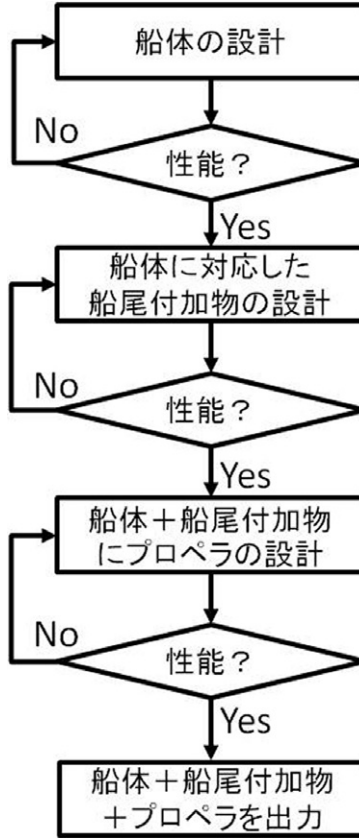 船体の設計
No
性能？
Yes
船体に対応した
船尾付加物の設計
No
性能？
Yes
船体＋船尾付加物
にプロペラの設計
No
性能？
Yes
船体＋船尾付加物
＋プロペラを出力